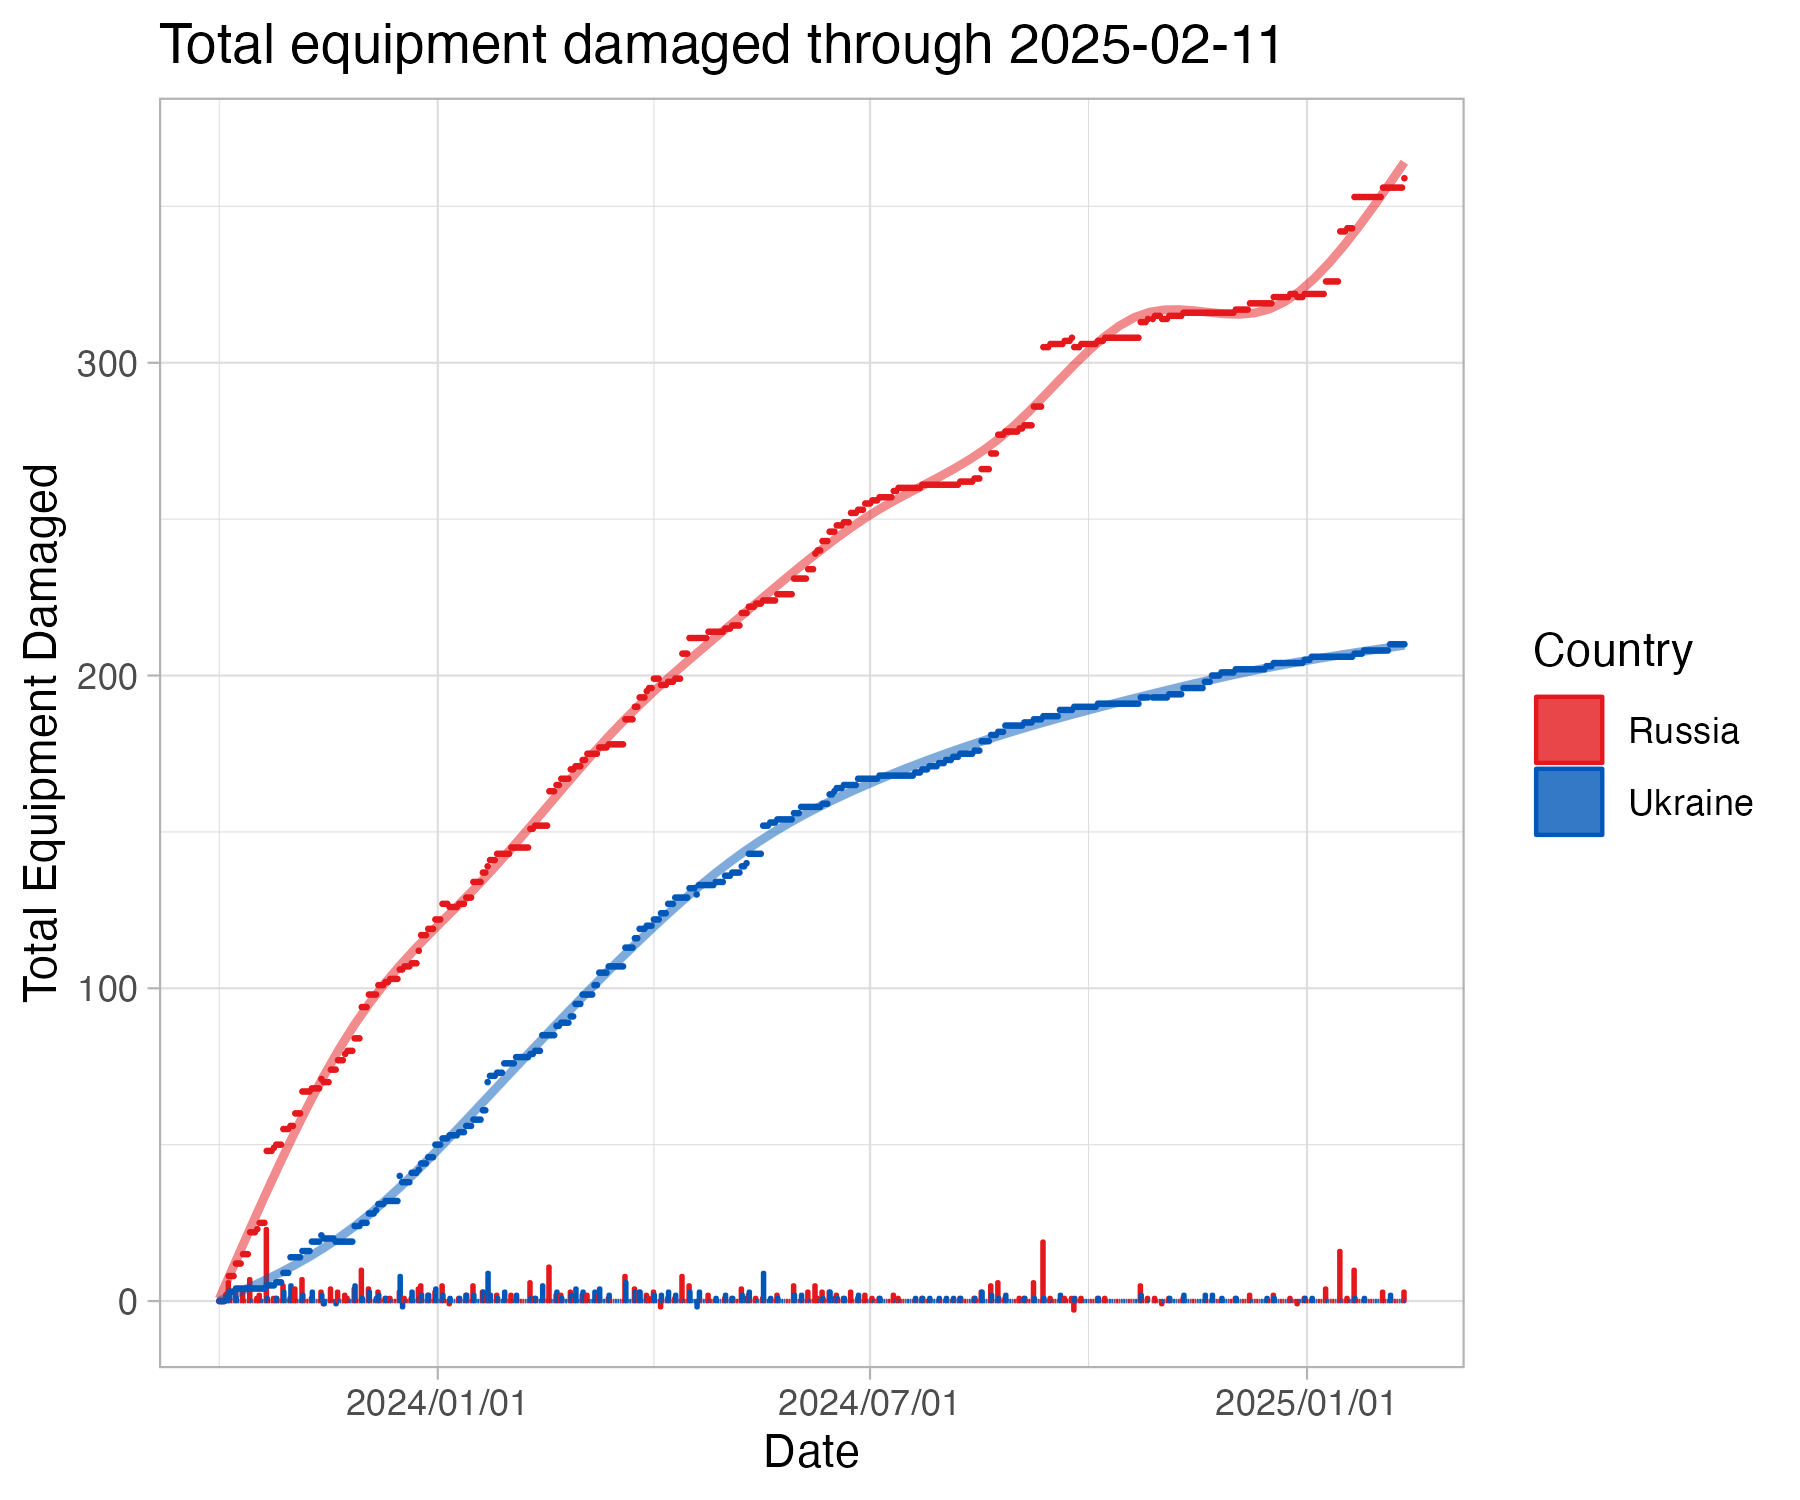 Total equipment damaged through 2025-02-11
Total Equipment Damaged
300
200
100
0
2024/01/01
2024/07/01
2025/01/01
Date
Country
Russia
Ukraine